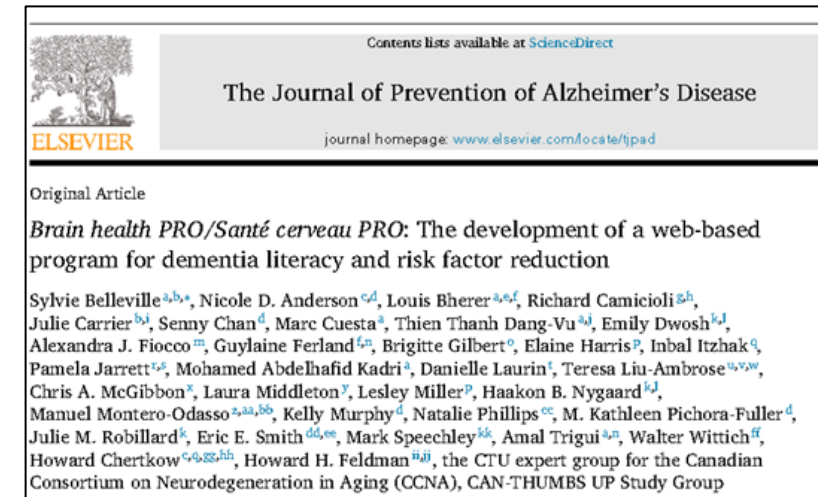 Contents lists available at ScienceDirect
The Journal of Prevention of Alzheimer's Disease
ELSEVIER
journal homepage: www.elsevier.com/locate/tjpad
Original Article
Brain health PRO/Santé cerveau PRO: The development of a web-based
program for dementia literacy and risk factor reduction
Sylvie Belleville a,b,*, Nicole D. Anderson c,d, Louis Bherer a,e,f, Richard Camicioli g,h,
Julie Carrier b,i, Senny Chan d, Marc Cuesta a, Thien Thanh Dang-Vu a,j, Emily Dwosh k,l,
Alexandra J. Fiocco m, Guylaine Ferland f,n, Brigitte Gilbert o, Elaine Harris p, Inbal Itzhak q,
Pamela Jarrett r,s, Mohamed Abdelhafid Kadri a, Danielle Laurin t, Teresa Liu-Ambrose u,v,w,
Chris A. McGibbon x, Laura Middleton y, Lesley Miller p, Haakon B. Nygaard k,l,
Manuel Montero-Odasso z,aa,bb, Kelly Murphy d, Natalie Phillips cc, M. Kathleen Pichora-Fuller d,
Julie M. Robillard k, Eric E. Smith dd,ee, Mark Speechley kk, Amal Trigui a,n, Walter Wittich ff,
Howard Chertkow c,q,gg,hh, Howard H. Feldman ii,jj, the CTU expert group for the Canadian
Consortium on Neurodegeneration in Aging (CCNA), CAN-THUMBS UP Study Group